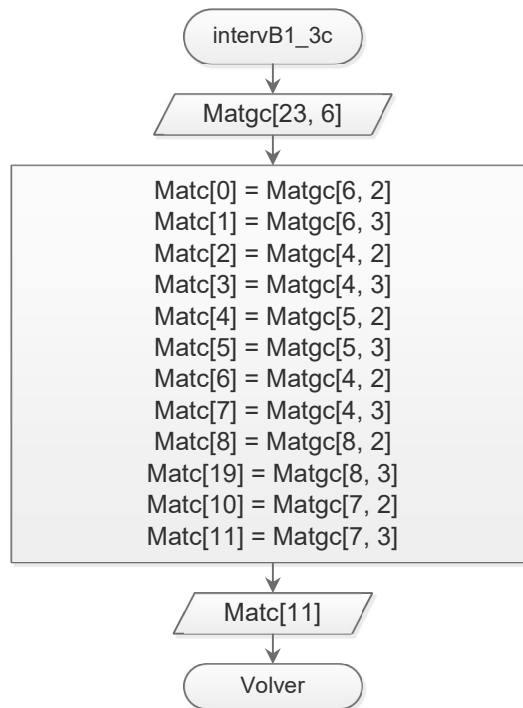 intervB1_3c
Matgc[23, 6]
Matc[0] = Matgc[6, 2]
Matc[1] = Matgc[6, 3]
Matc[2] = Matgc[4, 2]
Matc[3] = Matgc[4, 3]
Matc[4] = Matgc[5, 2]
Matc[5] = Matgc[5, 3]
Matc[6] = Matgc[4, 2]
Matc[7] = Matgc[4, 3]
Matc[8] = Matgc[8, 2]
Matc[19] = Matgc[8, 3]
Matc[10] = Matgc[7, 2]
Matc[11] = Matgc[7, 3]
Matc[11]
Volver